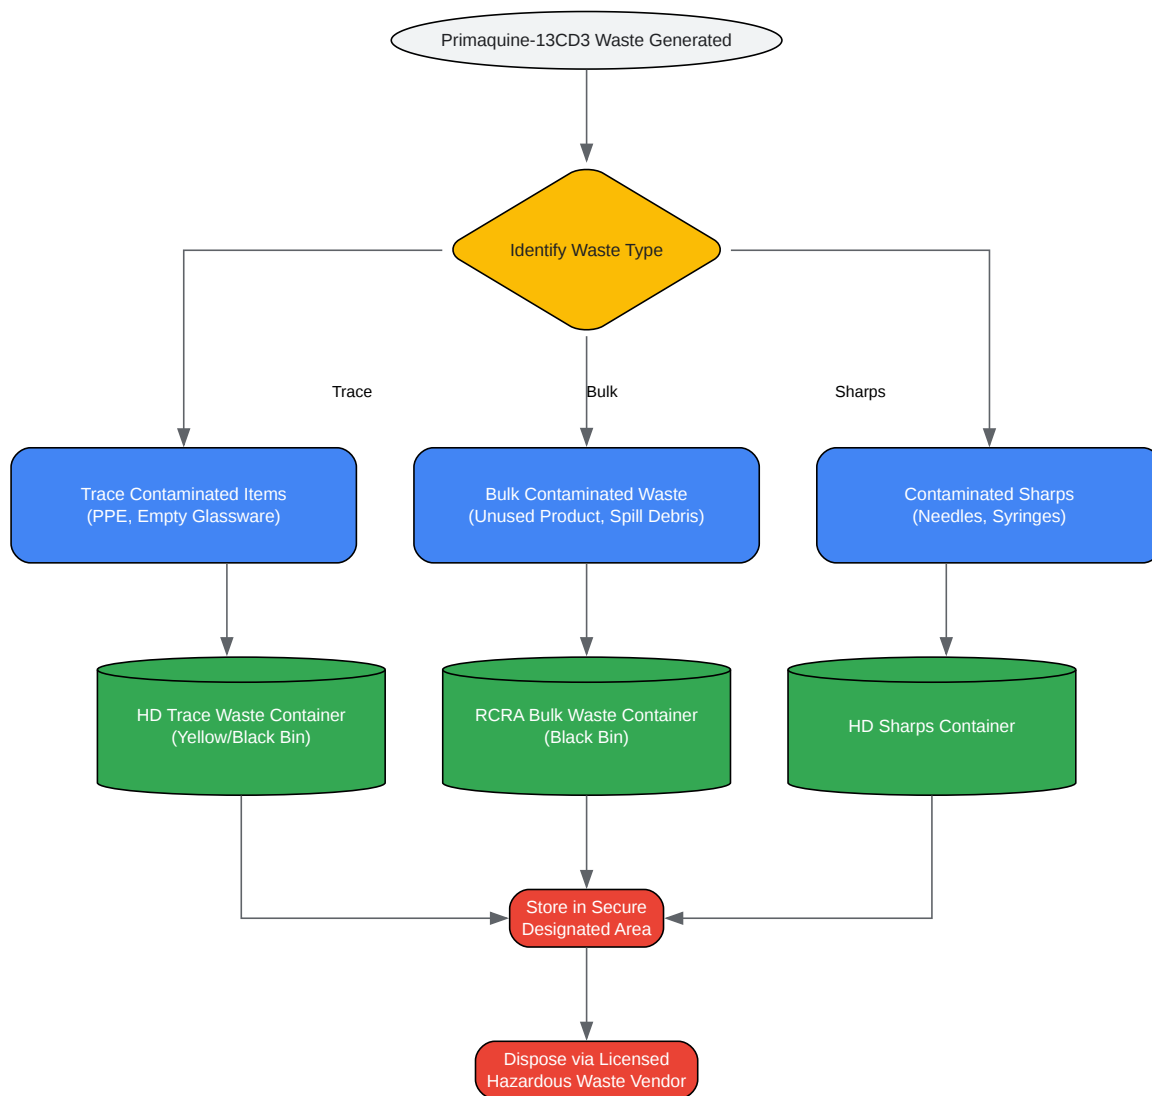 Primaquine-13CD3 Waste Generated
Identify Waste Type
Trace
Bulk
Sharps
Trace Contaminated Items
(PPE, Empty Glassware)
Bulk Contaminated Waste
(Unused Product, Spill Debris)
Contaminated Sharps
(Needles, Syringes)
HD Trace Waste Container
(Yellow/Black Bin)
RCRA Bulk Waste Container
(Black Bin)
HD Sharps Container
Store in Secure
Designated Area
Dispose via Licensed
Hazardous Waste Vendor